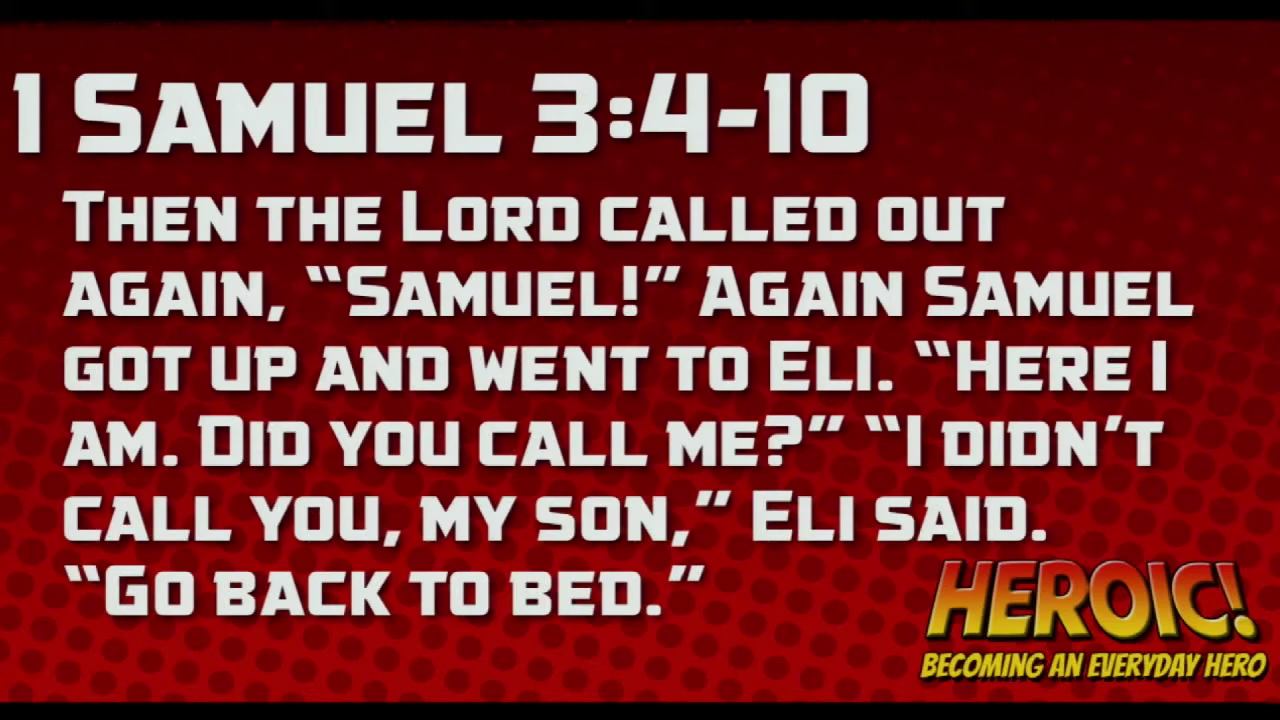 1 Samuel 3:4-10
Then the Lord called out
again, “Samuel!” Again Samuel
got up and went to Eli. “Here I
am. Did you call me?” “I didn’t
call you, my son,” Eli said.
“Go back to bed.”
HEROIC!
BECOMING AN EVERYDAY HERO